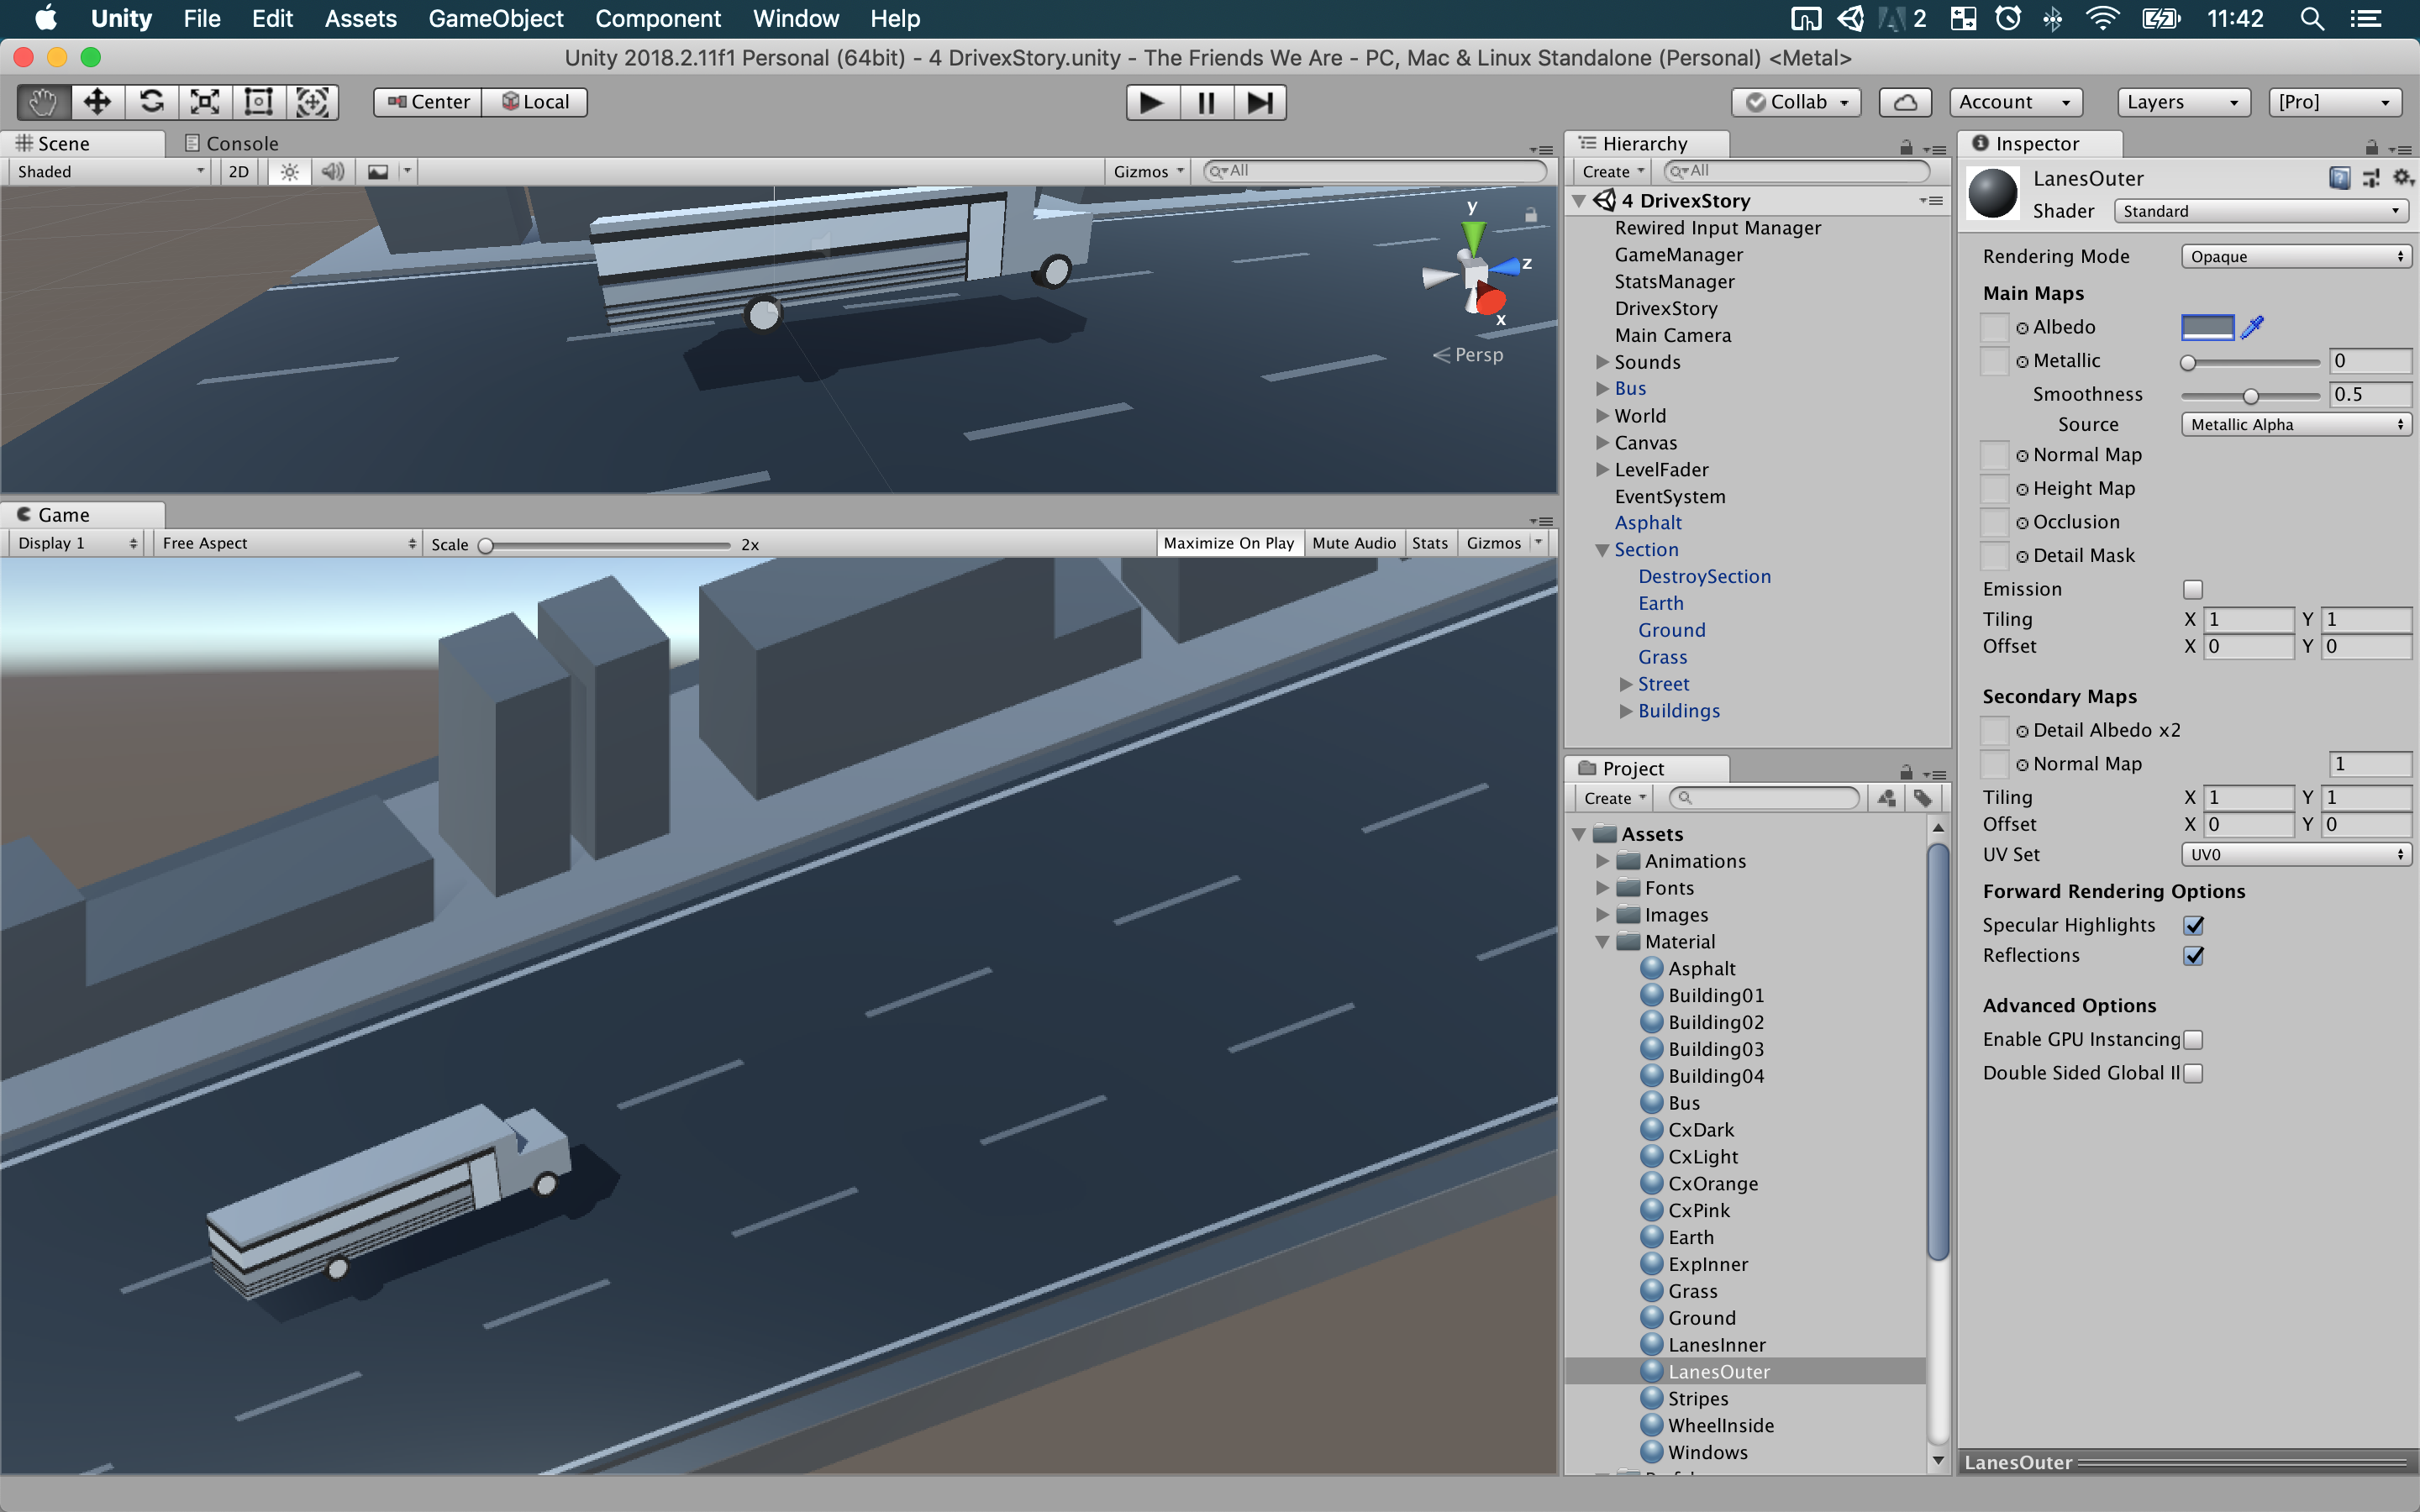 Unity File Edit Assets GameObject Component Window Help 2 11:42
Unity 2018.2.11f1 Personal (64bit) - 4 DrivexStory.unity - The Friends We Are - PC, Mac & Linux Standalone (Personal) <Metal>
Center Local Collab Account Layers [Pro]
Scene Console
Shaded 2D Gizmos All
y
z
x
Persp
Game
Display 1 Free Aspect Scale 2x Maximize On Play Mute Audio Stats Gizmos
Hierarchy
Create All
4 DrivexStory
Rewired Input Manager
GameManager
StatsManager
DrivexStory
Main Camera
Sounds
Bus
World
Canvas
LevelFader
EventSystem
Asphalt
Section
DestroySection
Earth
Ground
Grass
Street
Buildings
Project
Create
Assets
Animations
Fonts
Images
Material
Asphalt
Building01
Building02
Building03
Building04
Bus
CxDark
CxLight
CxOrange
CxPink
Earth
ExpInner
Grass
Ground
LanesInner
LanesOuter
Stripes
WheelInside
Windows
Inspector
LanesOuter
Shader Standard
Rendering Mode Opaque
Main Maps
Albedo
Metallic 0
Smoothness 0.5
Source Metallic Alpha
Normal Map
Height Map
Occlusion
Detail Mask
Emission
Tiling X 1 Y 1
Offset X 0 Y 0
Secondary Maps
Detail Albedo x2
Normal Map 1
Tiling X 1 Y 1
Offset X 0 Y 0
UV Set UV0
Forward Rendering Options
Specular Highlights
Reflections
Advanced Options
Enable GPU Instancing
Double Sided Global Il
LanesOuter